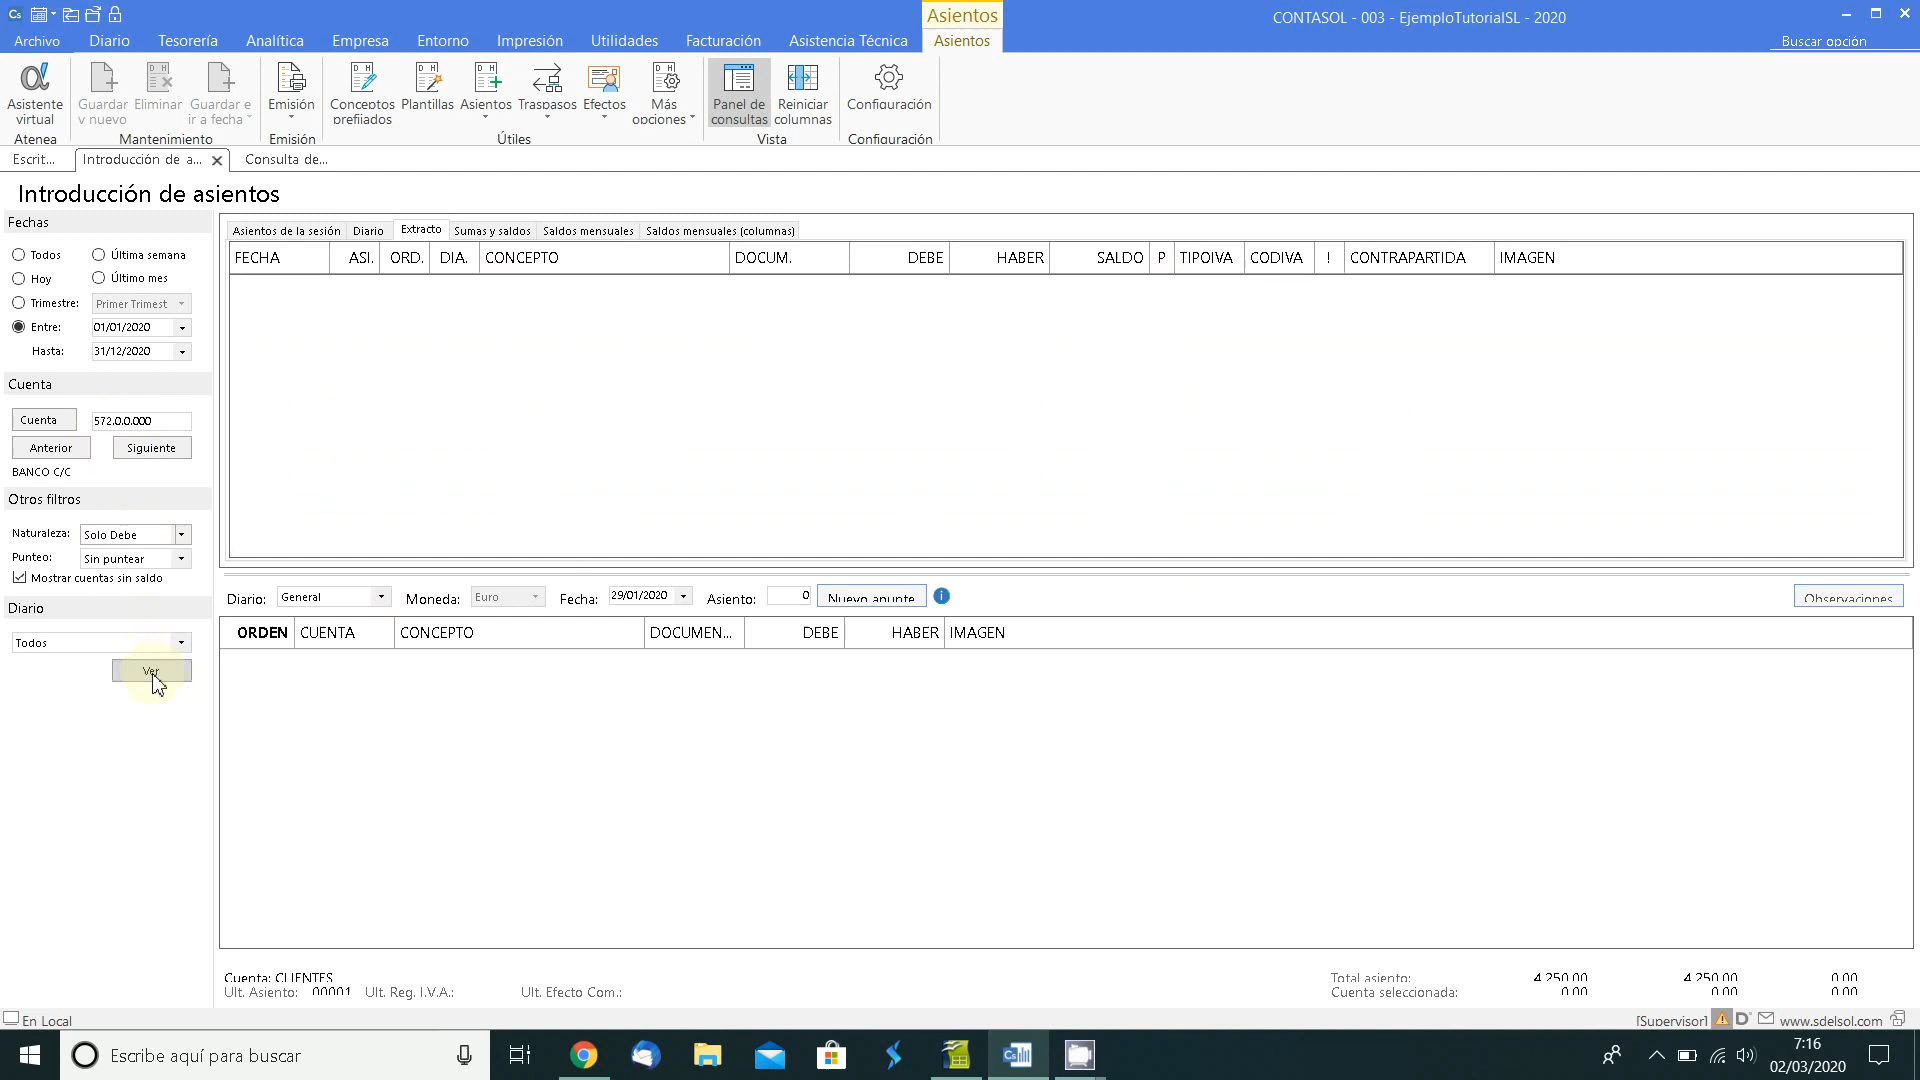 Asientos
CONTASOL - 003 - EjemploTutorialSL - 2020
Archivo Diario Tesorería Analítica Empresa Entorno Impresión Utilidades Facturación Asistencia Técnica Asientos
Buscar opción
Asistente virtual
Guardar y nuevo
Eliminar
Guardar e ir a fecha
Emisión
Conceptos prefijados
Plantillas
Asientos
Traspasos
Efectos
Más opciones
Panel de consultas
Reiniciar columnas
Configuración
Atenea Mantenimiento Emisión Útiles Vista Configuración
Escrit... Introducción de a... Consulta de...
Introducción de asientos
Fechas
Todos Última semana
Hoy Último mes
Trimestre: Primer Trimest
Entre: 01/01/2020
Hasta: 31/12/2020
Cuenta
Cuenta 572.0.0.000
Anterior Siguiente
BANCO C/C
Otros filtros
Naturaleza: Solo Debe
Punteo: Sin puntear
Mostrar cuentas sin saldo
Diario
Todos
Ver
Asientos de la sesión Diario Extracto Sumas y saldos Saldos mensuales Saldos mensuales (columnas)
FECHA ASI. ORD. DIA. CONCEPTO DOCUM. DEBE HABER SALDO P TIPOIVA CODIVA ! CONTRAPARTIDA IMAGEN
Diario: General Moneda: Euro Fecha: 29/01/2020 Asiento: 0 Nuevo apunte Observaciones
ORDEN CUENTA CONCEPTO DOCUMEN... DEBE HABER IMAGEN
Cuenta: CLIENTES
Total asiento: 4.250,00 4.250,00 0,00
Ult. Asiento: 00001 Ult. Reg. I.V.A.: Ult. Efecto Com.:
Cuenta seleccionada: 0,00 0,00 0,00
En Local
[Supervisor] www.sdelsol.com
Escribe aquí para buscar
7:16
02/03/2020